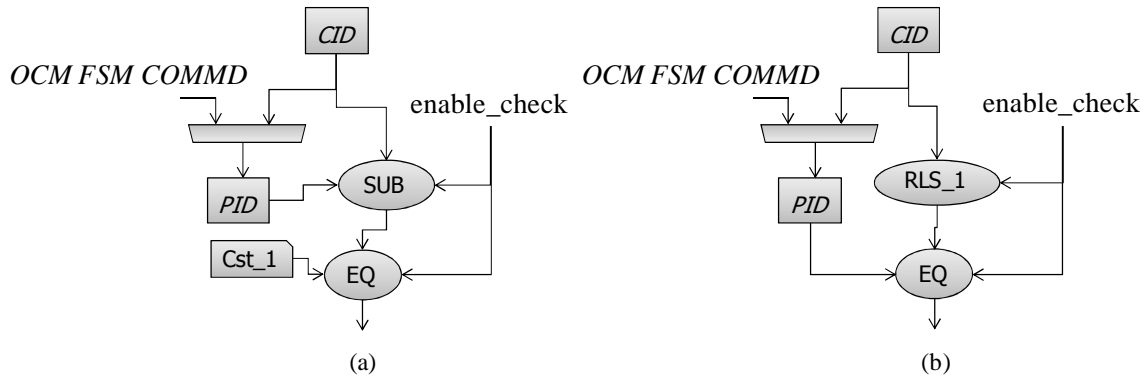 CID
OCM FSM COMMD
enable_check
SUB
PID
Cst_1
EQ
(a)
CID
OCM FSM COMMD
enable_check
RLS_1
PID
EQ
(b)